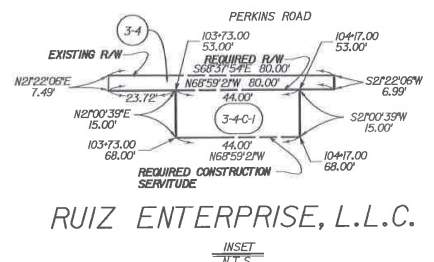 PERKINS ROAD
3-4
103+73.00
53.00'
104+17.00
53.00'
EXISTING R/W
REQUIRED R/W
S68°37'54"E 80.00'
N21°22'06"E
7.49'
N68°59'21"W 80.00'
S21°22'06"W
6.99'
23.72'
44.00'
N21°00'39"E
15.00'
3-4-C-1
S21°00'39"W
15.00'
103+73.00
68.00'
44.00'
N68°59'21"W
104+17.00
68.00'
REQUIRED CONSTRUCTION
SERVITUDE
RUIZ ENTERPRISE, L.L.C.
INSET
N.T.S.